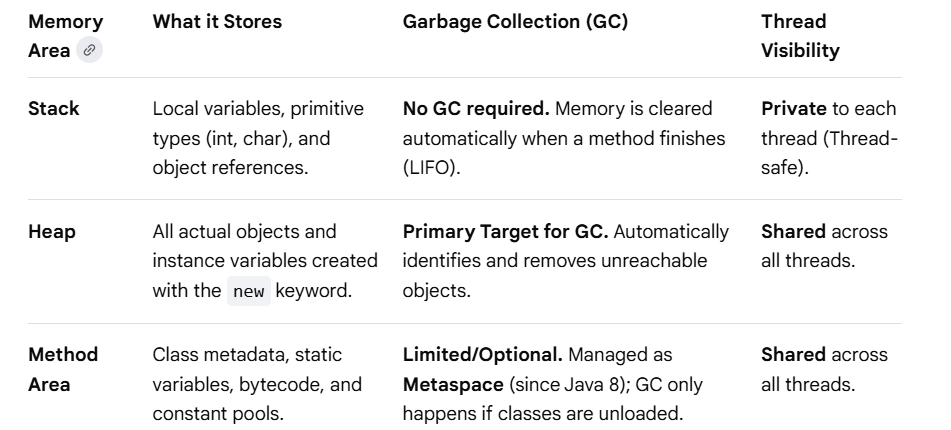 Memory Area
What it Stores
Garbage Collection (GC)
Thread Visibility
Stack
Local variables, primitive
types (int, char), and
object references.
No GC required. Memory is cleared
automatically when a method finishes
(LIFO).
Private to each
thread (Thread-
safe).
Heap
All actual objects and
instance variables created
with the new keyword.
Primary Target for GC. Automatically
identifies and removes unreachable
objects.
Shared across
all threads.
Method
Area
Class metadata, static
variables, bytecode, and
constant pools.
Limited/Optional. Managed as
Metaspace (since Java 8); GC only
happens if classes are unloaded.
Shared across
all threads.